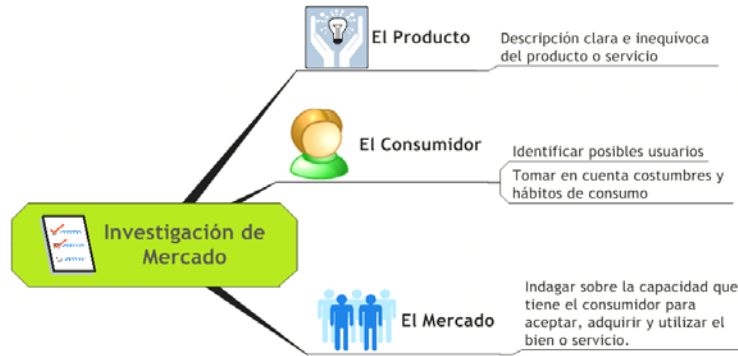 El Producto
Descripción clara e inequívoca
del producto o servicio
El Consumidor
Identificar posibles usuarios
Tomar en cuenta costumbres y
hábitos de consumo
Investigación de
Mercado
El Mercado
Indagar sobre la capacidad que
tiene el consumidor para
aceptar, adquirir y utilizar el
bien o servicio.